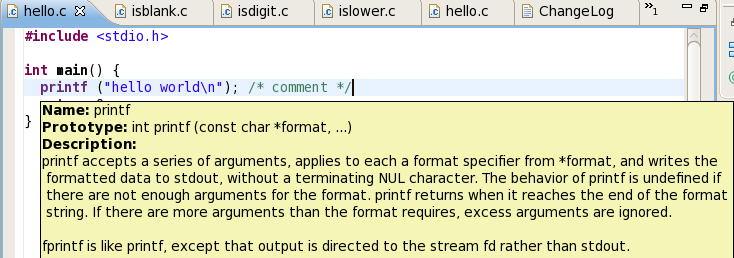 hello.c isblank.c isdigit.c islower.c hello.c ChangeLog »1
#include <stdio.h>
int main() {
printf ("hello world\n"); /* comment */
}
Name: printf
Prototype: int printf (const char *format, ...)
Description:
printf accepts a series of arguments, applies to each a format specifier from *format, and writes the
formatted data to stdout, without a terminating NUL character. The behavior of printf is undefined if
there are not enough arguments for the format. printf returns when it reaches the end of the format
string. If there are more arguments than the format requires, excess arguments are ignored.
fprintf is like printf, except that output is directed to the stream fd rather than stdout.